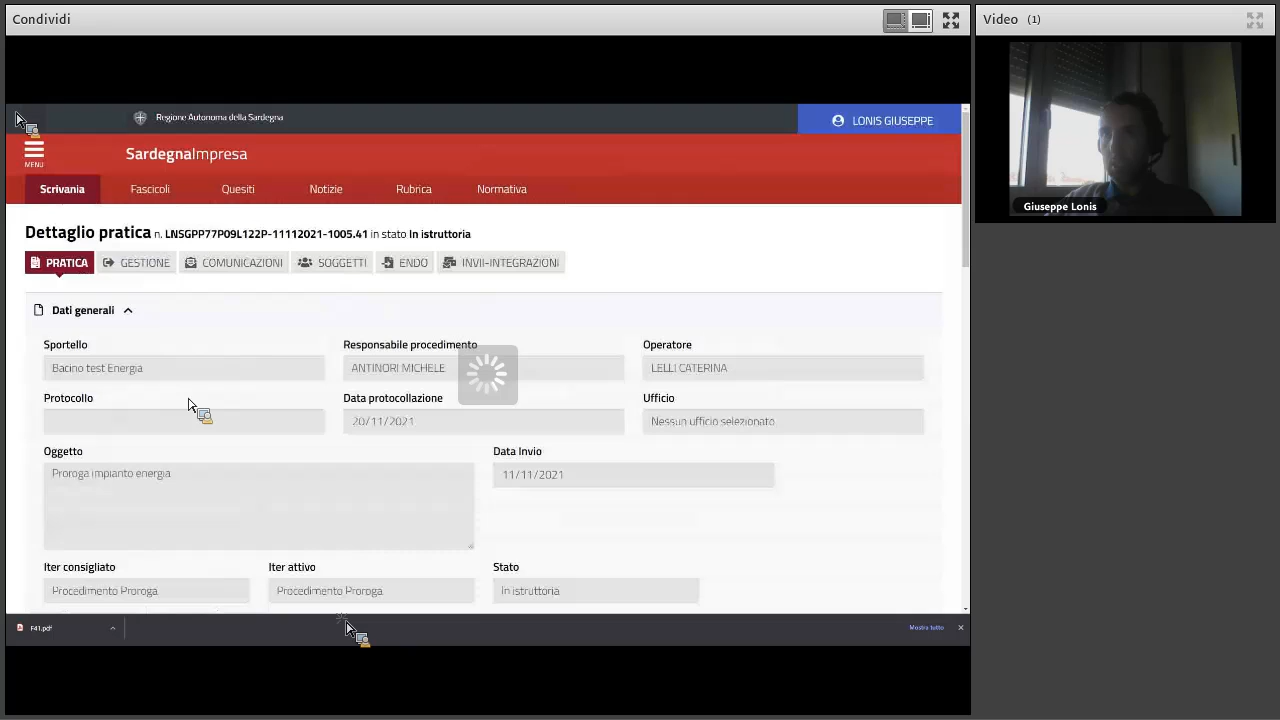 Condividi
Video (1)
Regione Autonoma della Sardegna
LONIS GIUSEPPE
MENU
SardegnaImpresa
Scrivania Fascicoli Quesiti Notizie Rubrica Normativa
Giuseppe Lonis
Dettaglio pratica n. LNSGPP77P09L122P-11112021-1005.41 in stato In istruttoria
PRATICA GESTIONE COMUNICAZIONI SOGGETTI ENDO INVII-INTEGRAZIONI
Dati generali
Sportello Responsabile procedimento Operatore
Bacino test Energia ANTINORI MICHELE LELLI CATERINA
Protocollo Data protocollazione Ufficio
20/11/2021 Nessun ufficio selezionato
Oggetto Data Invio
Proroga impianto energia 11/11/2021
Iter consigliato Iter attivo Stato
Procedimento Proroga Procedimento Proroga In istruttoria
F41.pdf Mostra tutto